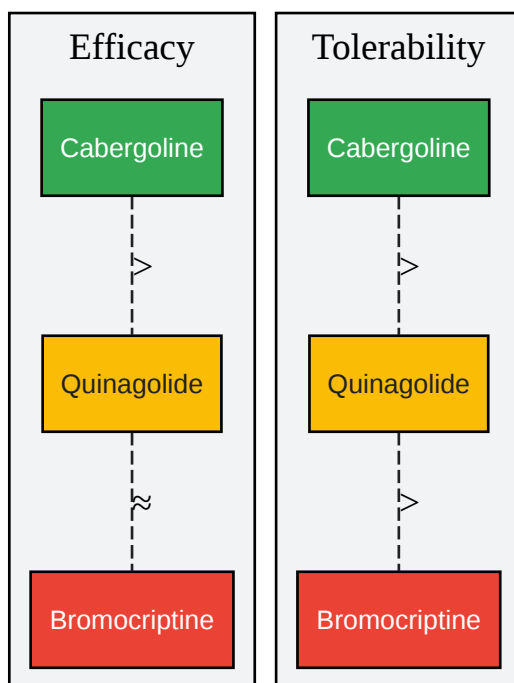 Efficacy
Cabergoline
>
Quinagolide
≈
Bromocriptine
Tolerability
Cabergoline
>
Quinagolide
>
Bromocriptine